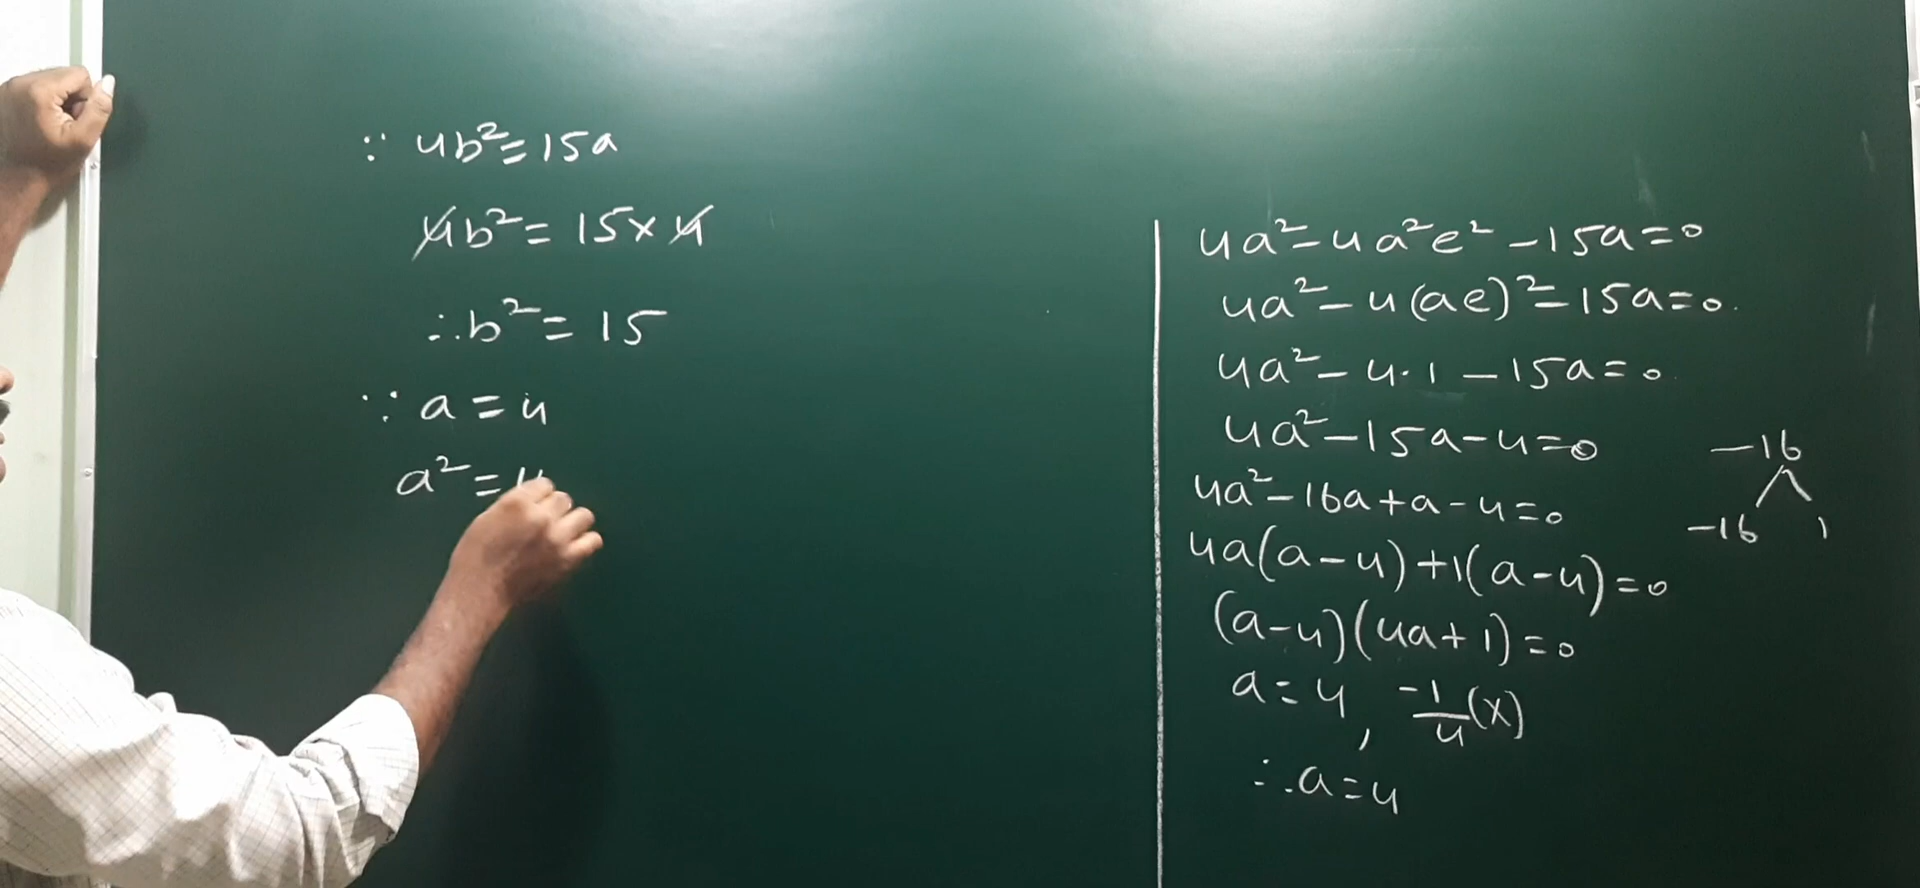 ∵ 4b² = 15a
4b² = 15 × 4
∴ b² = 15
∵ a = 4
a² = 4
4a² - 4a²e² - 15a = 0
4a² - 4(ae)² - 15a = 0.
4a² - 4·1 - 15a = 0.
4a² - 15a - 4 = 0
-16
-16 1
4a² - 16a + a - 4 = 0
4a(a - 4) + 1(a - 4) = 0
(a - 4)(4a + 1) = 0
a = 4, -1/4 (x)
∴ a = 4